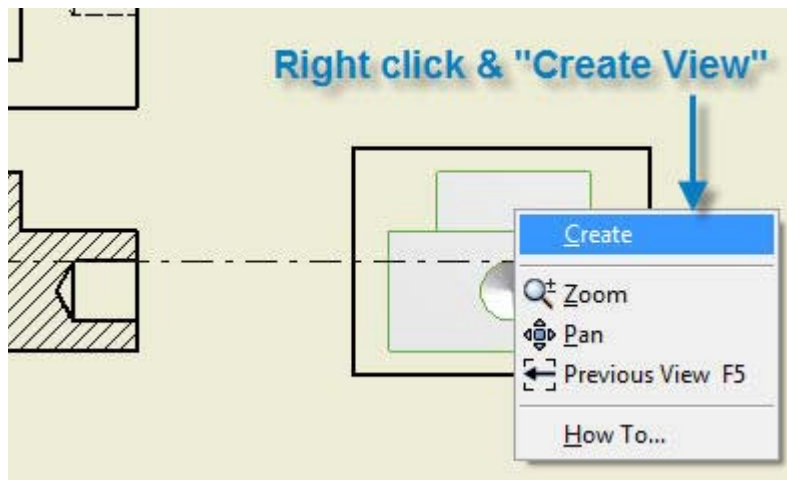 Right click & "Create View"
Create
Zoom
Pan
Previous View F5
How To...